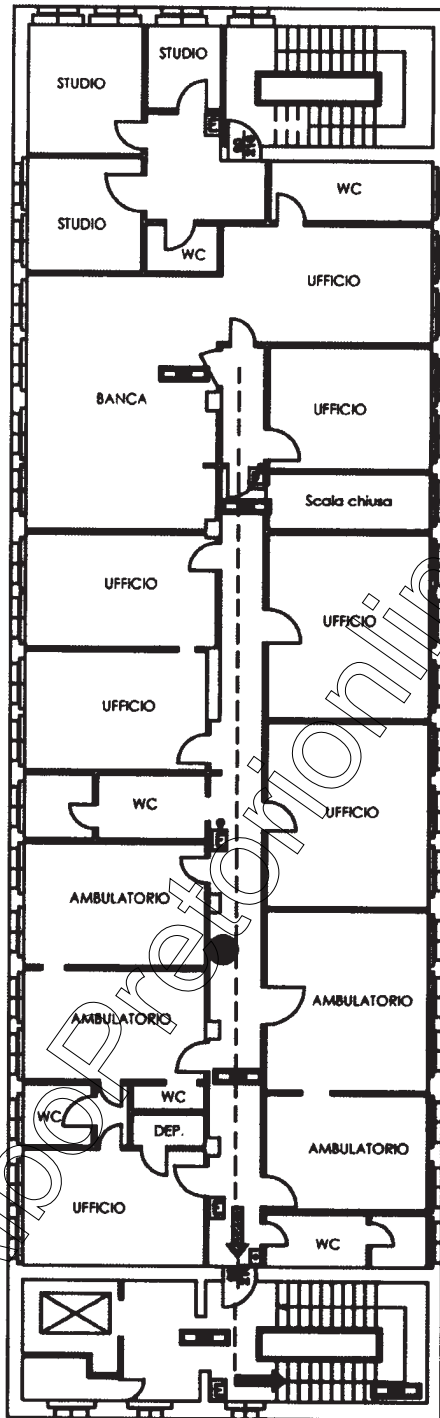 STUDIO
STUDIO
STUDIO
WC
WC
UFFICIO
BANCA
UFFICIO
Scala chiusa
UFFICIO
UFFICIO
UFFICIO
WC
UFFICIO
AMBULATORIO
AMBULATORIO
AMBULATORIO
WC
WC
DEP.
AMBULATORIO
UFFICIO
WC